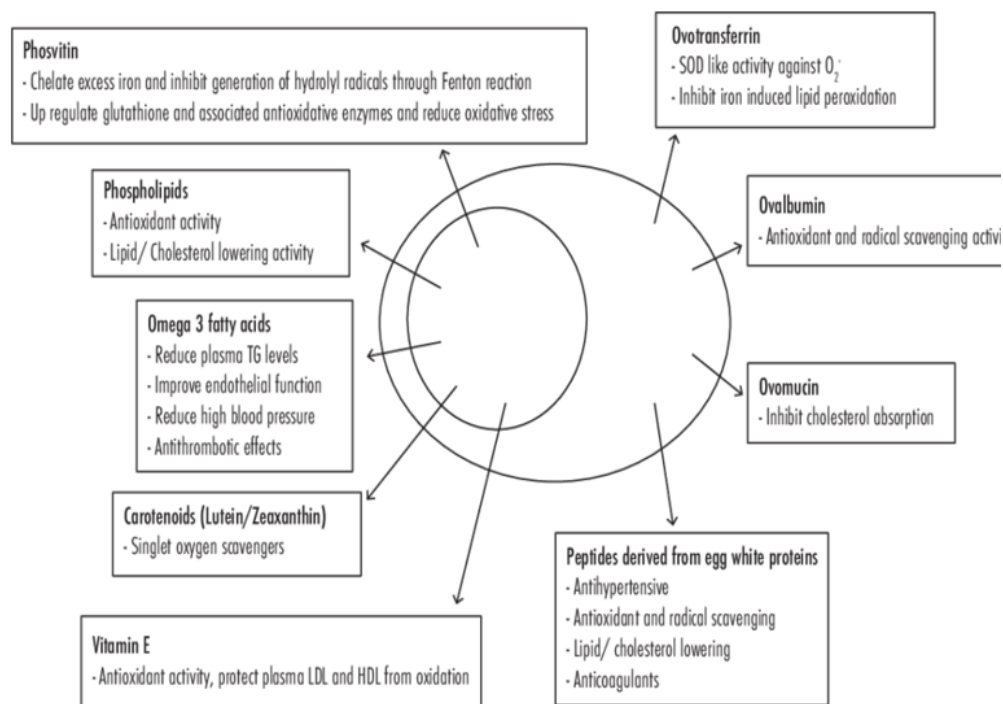 Phosvitin
- Chelate excess iron and inhibit generation of hydrolyl radicals through Fenton reaction
- Up regulate glutathione and associated antioxidative enzymes and reduce oxidative stress
Ovotransferrin
- SOD like activity against O₂⁻
- Inhibit iron induced lipid peroxidation
Phospholipids
- Antioxidant activity
- Lipid/ Cholesterol lowering activity
Ovalbumin
- Antioxidant and radical scavenging activi
Omega 3 fatty acids
- Reduce plasma TG levels
- Improve endothelial function
- Reduce high blood pressure
- Antithrombotic effects
Ovomucin
- Inhibit cholesterol absorption
Carotenoids (Lutein/Zeaxanthin)
- Singlet oxygen scavengers
Peptides derived from egg white proteins
- Antihypertensive
- Antioxidant and radical scavenging
- Lipid/ cholesterol lowering
- Anticoagulants
Vitamin E
- Antioxidant activity, protect plasma LDL and HDL from oxidation